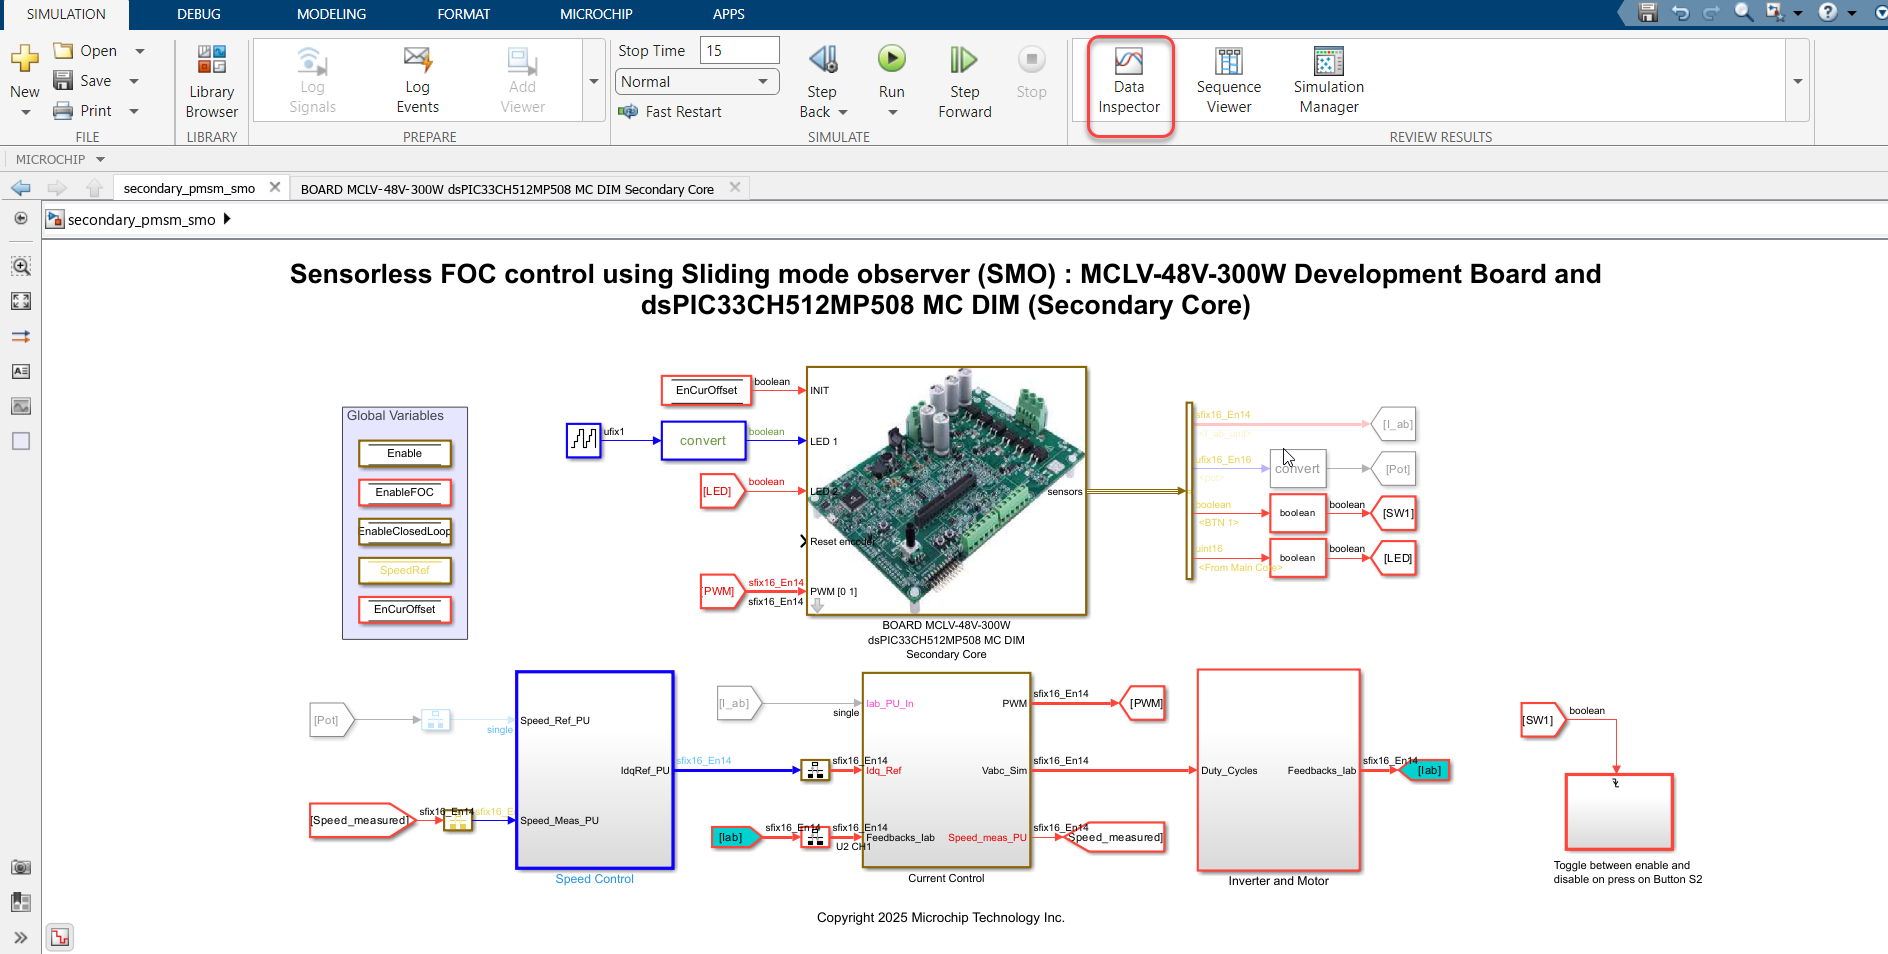 SIMULATION DEBUG MODELING FORMAT MICROCHIP APPS
New
Open
Save
Print
FILE
Library
Browser
LIBRARY
Log
Signals
Log
Events
Add
Viewer
PREPARE
Stop Time 15
Normal
Fast Restart
Step
Back
Run
Step
Forward
Stop
SIMULATE
Data
Inspector
Sequence
Viewer
Simulation
Manager
REVIEW RESULTS
MICROCHIP
secondary_pmsm_smo
BOARD MCLV-48V-300W dsPIC33CH512MP508 MC DIM Secondary Core
secondary_pmsm_smo
Sensorless FOC control using Sliding mode observer (SMO) : MCLV-48V-300W Development Board and
dsPIC33CH512MP508 MC DIM (Secondary Core)
Global Variables
Enable
EnableFOC
EnableClosedLoop
SpeedRef
EnCurOffset
EnCurOffset
boolean
INIT
ufix1
convert
boolean
LED 1
[LED]
boolean
LED 2
Reset encoder
[PWM]
sfix16_En14
sfix16_En14
PWM [0 1]
sensors
BOARD MCLV-48V-300W
dsPIC33CH512MP508 MC DIM
Secondary Core
sfix16_En14
[I_ab]
ufix16_En16
convert
[Pot]
boolean
<BTN 1>
boolean
boolean
[SW1]
uint16
<From Main Core>
boolean
boolean
[LED]
[Pot]
single
Speed_Ref_PU
IdqRef_PU
[Speed_measured]
sfix16_En14
sfix16_E
Speed_Meas_PU
Speed Control
sfix16_En14
[I_ab]
single
Iab_PU_In
sfix16_En14
Idq_Ref
[Iab]
sfix16_En14
sfix16_En14
U2 CH1
Feedbacks_Iab
PWM
Vabc_Sim
Speed_meas_PU
Current Control
sfix16_En14
[PWM]
sfix16_En14
sfix16_En14
Speed_measured]
Duty_Cycles
Feedbacks_Iab
Inverter and Motor
sfix16_En14
[Iab]
[SW1]
boolean
Toggle between enable and
disable on press on Button S2
Copyright 2025 Microchip Technology Inc.